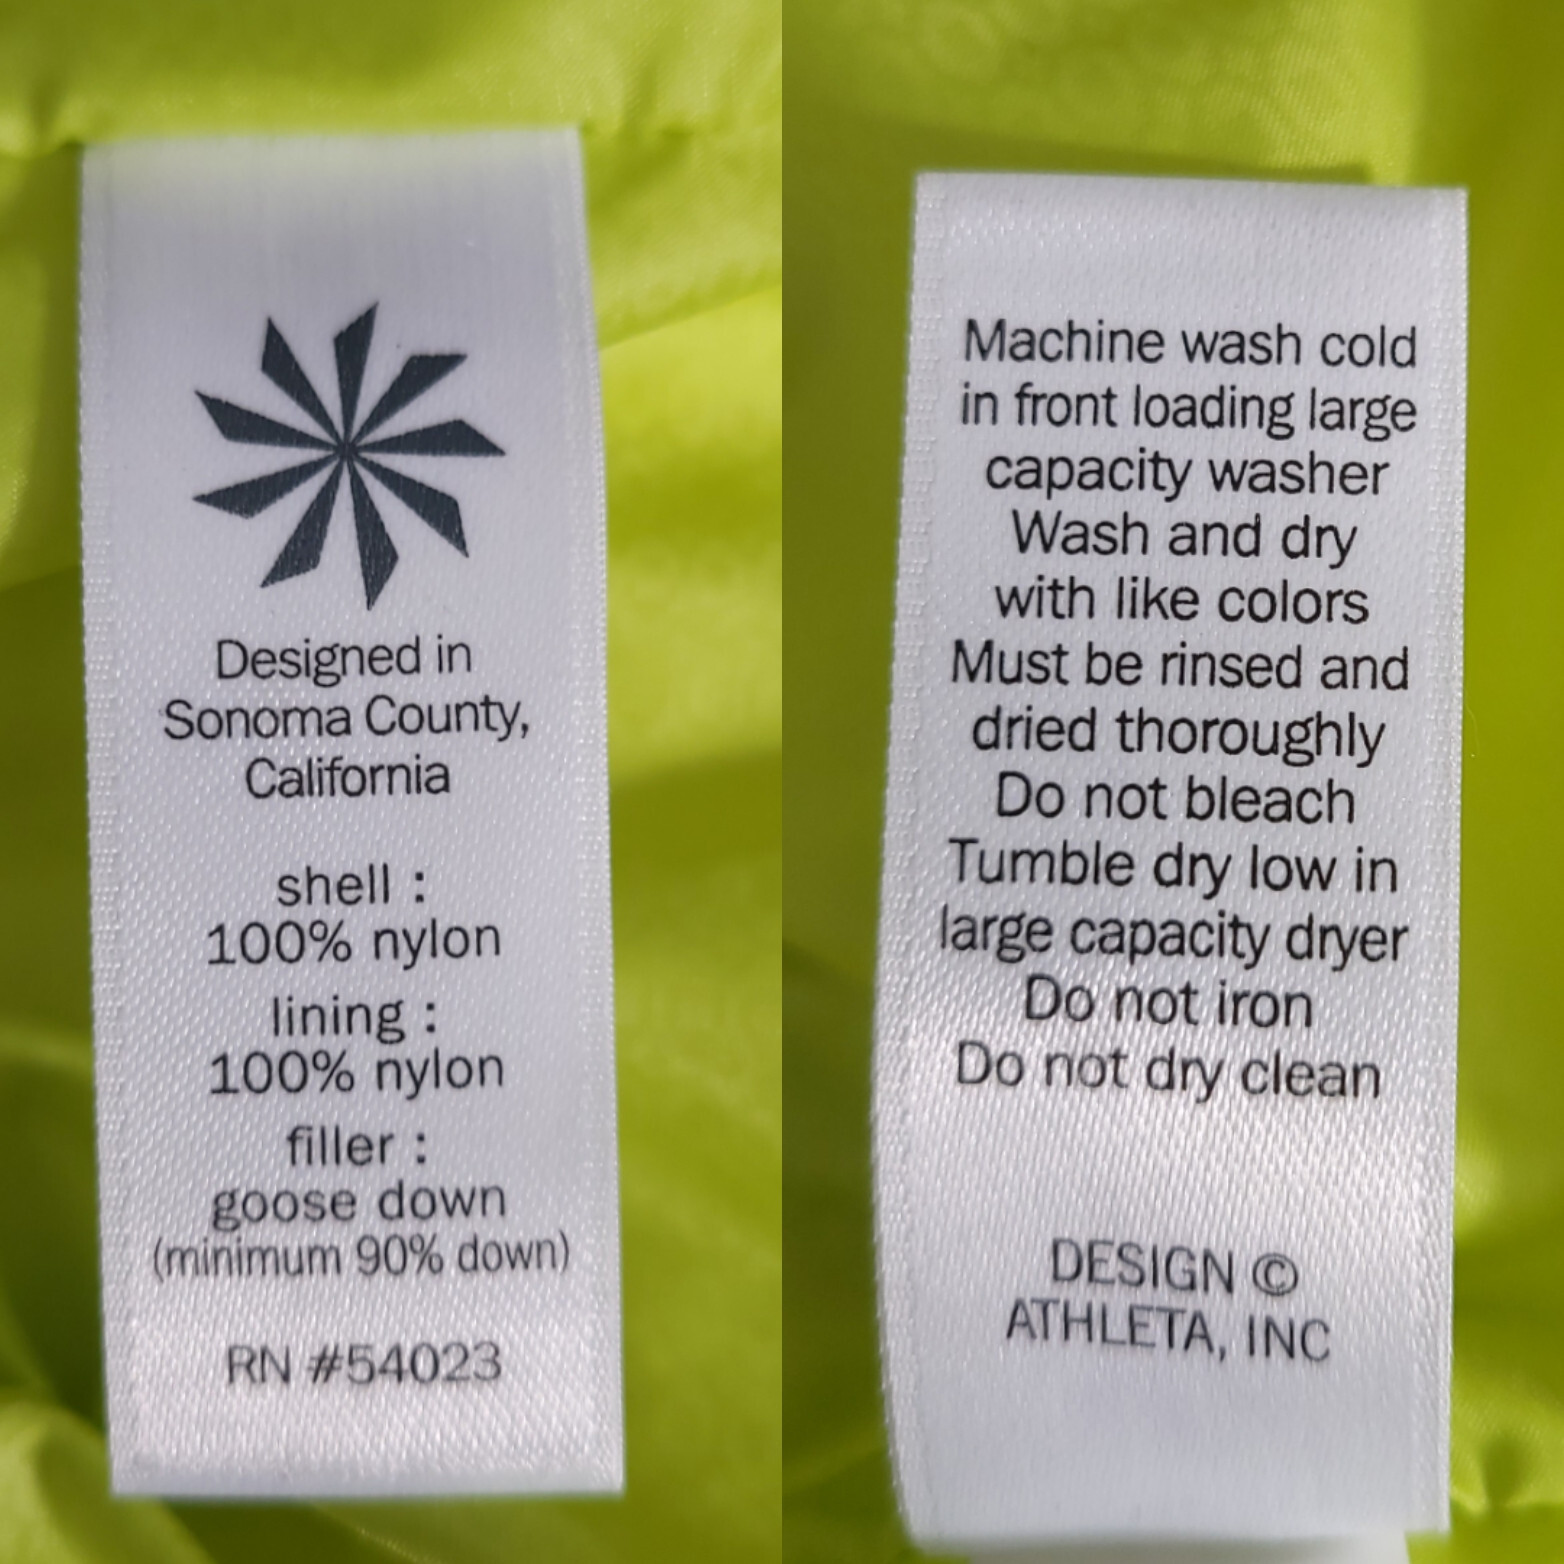 Designed in
Sonoma County,
California
shell :
100% nylon
lining :
100% nylon
filler :
goose down
(minimum 90% down)
RN #54023
Machine wash cold
in front loading large
capacity washer
Wash and dry
with like colors
Must be rinsed and
dried thoroughly
Do not bleach
Tumble dry low in
large capacity dryer
Do not iron
Do not dry clean
DESIGN ©
ATHLETA, INC